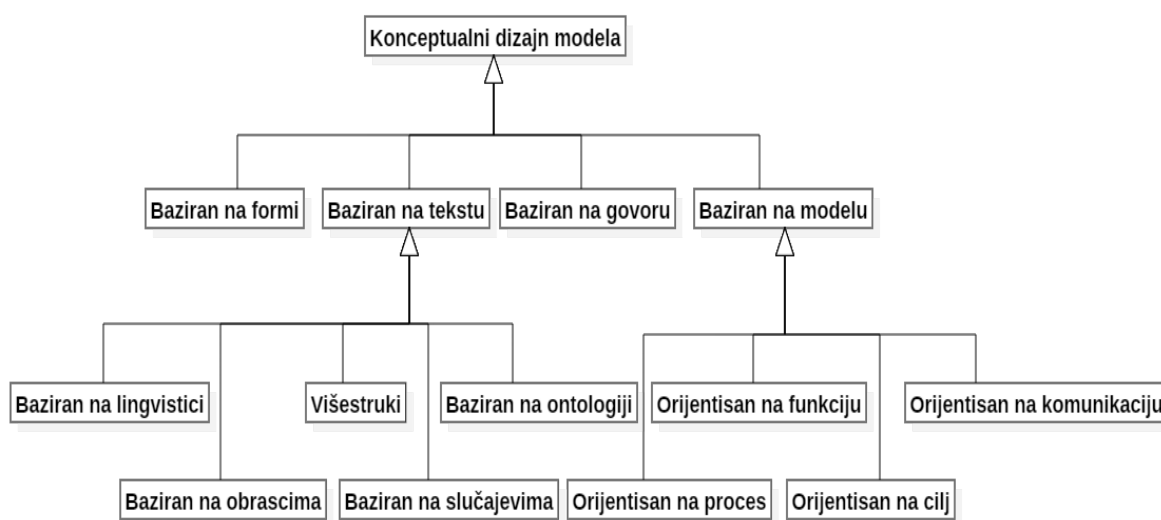 Konceptualni dizajn modela
Baziran na formi
Baziran na tekstu
Baziran na govoru
Baziran na modelu
Baziran na lingvistici
Višestruki
Baziran na ontologiji
Orijentisan na funkciju
Orijentisan na komunikaciju
Baziran na obrascima
Baziran na slučajevima
Orijentisan na proces
Orijentisan na cilj